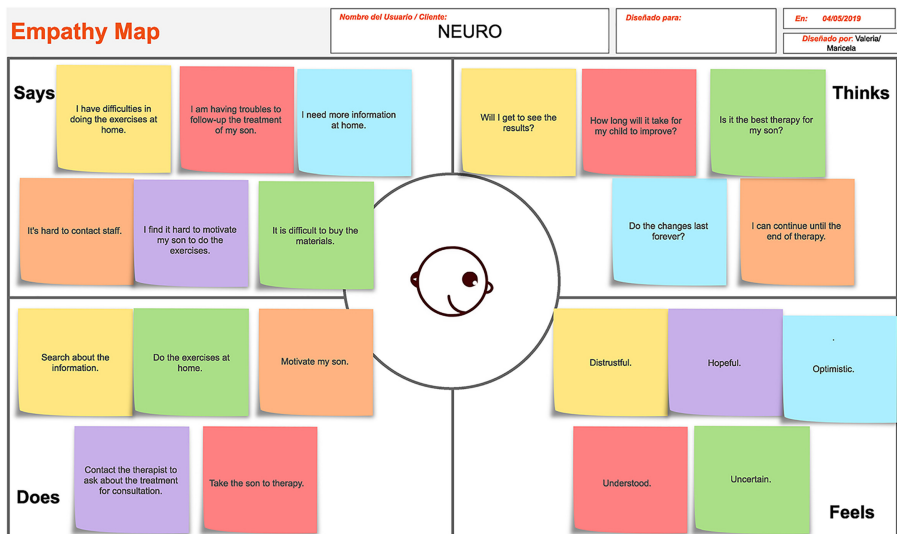 Empathy Map
Nombre del Usuario / Cliente:
NEURO
Diseñado para:
En: 04/05/2019
Diseñado por: Valeria/
Maricela
Says
I have difficulties in
doing the exercises at
home.
I am having troubles to
follow-up the treatment
of my son.
I need more information
at home.
It's hard to contact staff.
I find it hard to motivate
my son to do the
exercises.
It is difficult to buy the
materials.
Thinks
Will I get to see the
results?
How long will it take for
my child to improve?
Is it the best therapy for
my son?
Do the changes last
forever?
I can continue until the
end of therapy.
Search about the
information.
Do the exercises at
home.
Motivate my son.
Contact the therapist to
ask about the treatment
for consultation.
Take the son to therapy.
Does
Distrustful.
Hopeful.
Optimistic.
Understood.
Uncertain.
Feels